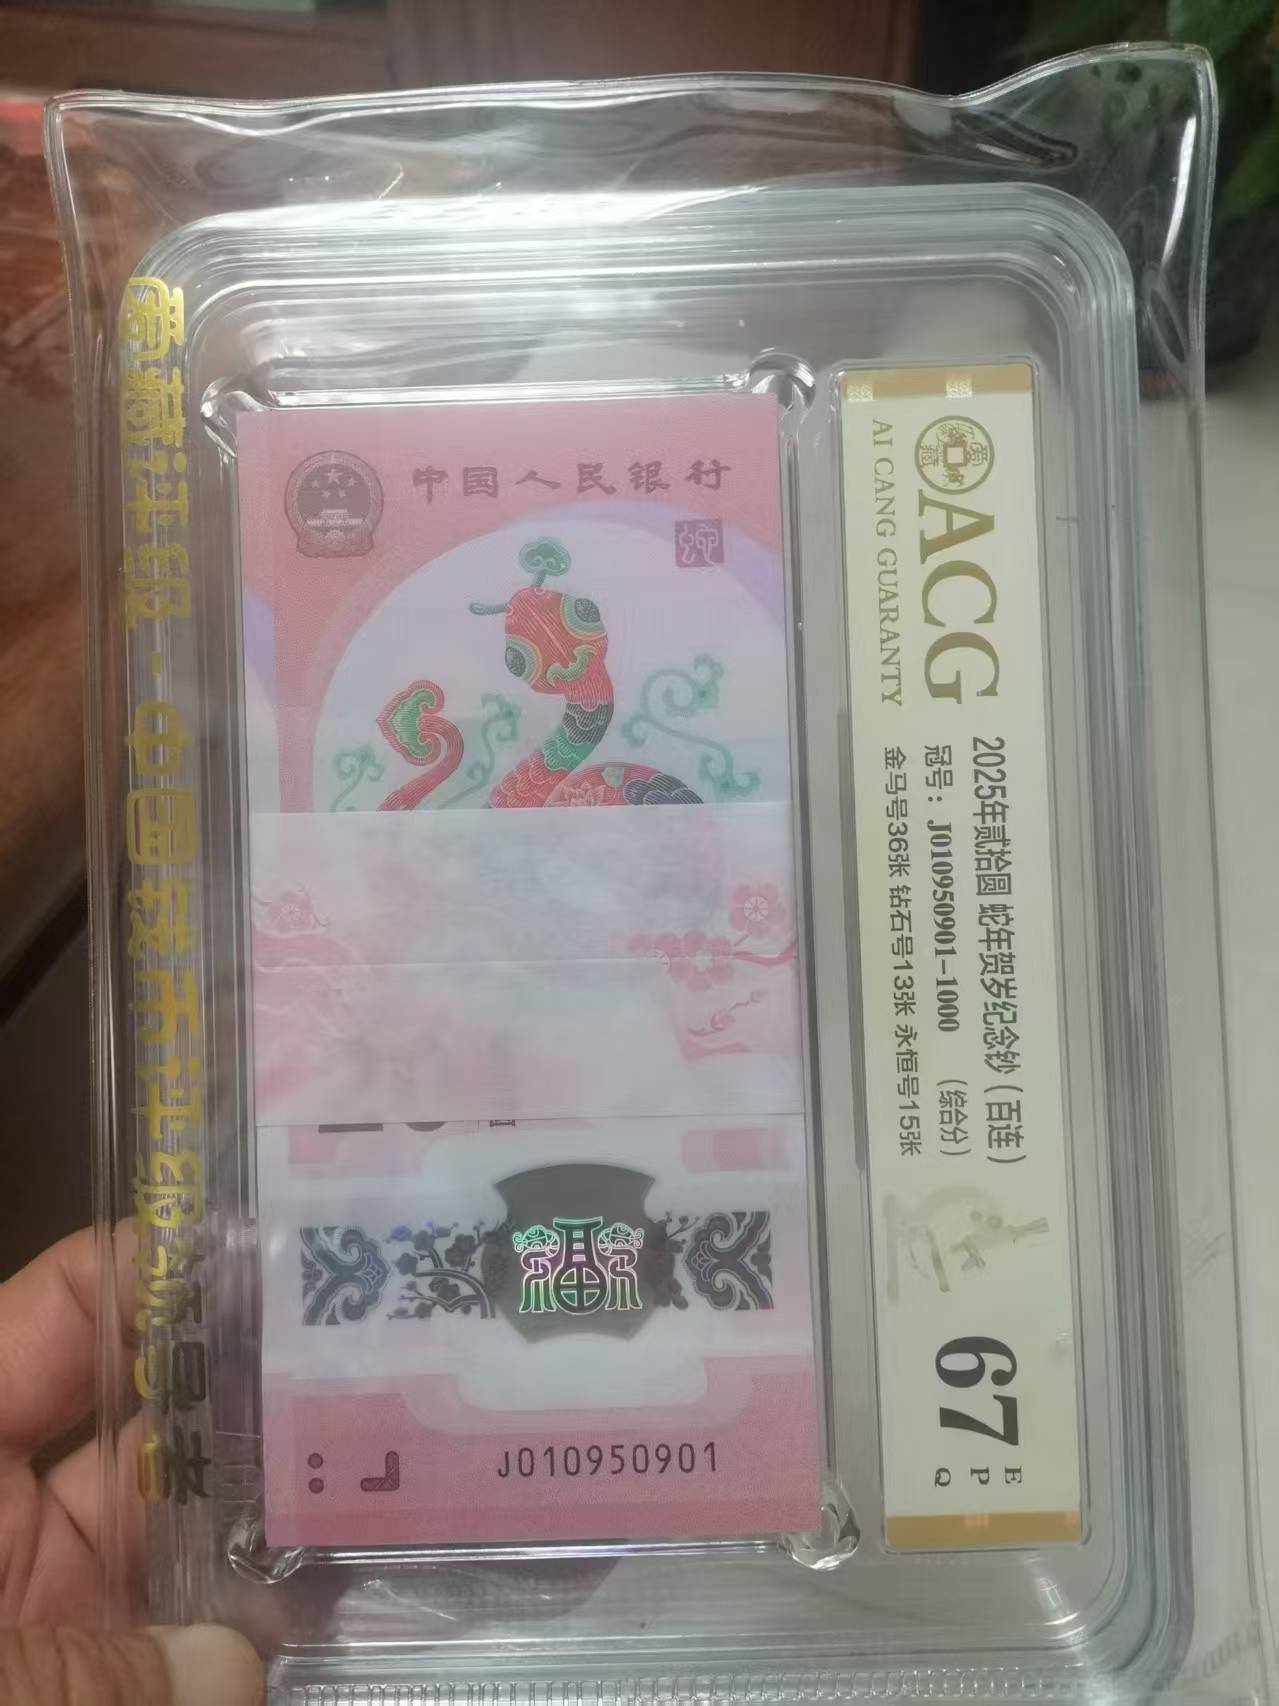 爱藏评级-中国钱币评级领导者
中国人民银行
蛇
J010950901
ACG
AI CANG GUARANTY
2025年贰拾圆 蛇年贺岁纪念钞（百连）
冠号：J010950901-1000 （综合分）
金马号36张 钻石号13张 永恒号15张
67
E
P
Q